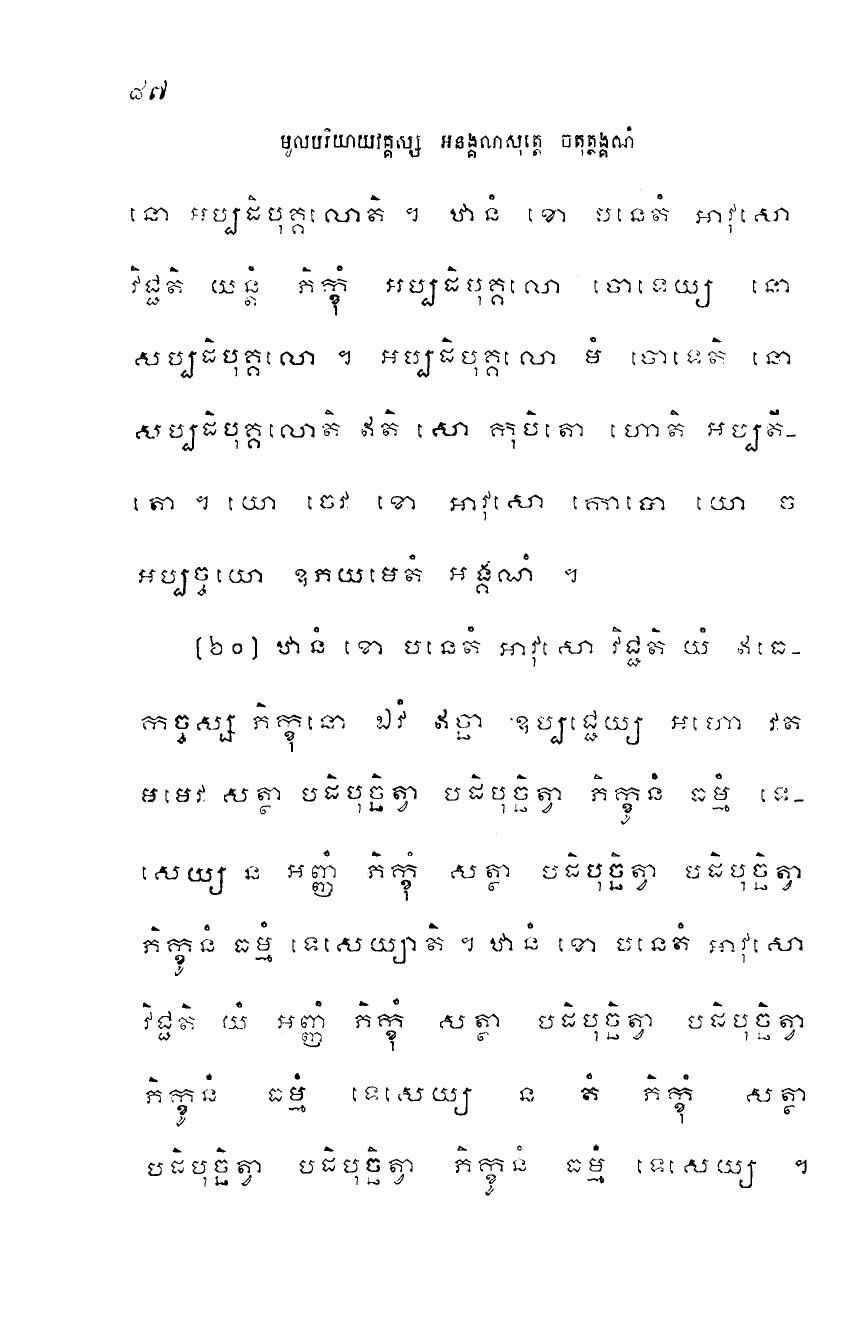 ៨៧
មូលបរិយាយវគ្គស្ស អនង្គណសុត្តេ ចតុត្ថង្គណំ
នោ អប្បដិបុគ្គលោតិ ។ ឋានំ ខោ បនេតំ អាវុសោ
វិជ្ជតិ យន្តំ ភិក្ខុំ អប្បដិបុគ្គលោ ចោទេយ្យ នោ
សប្បដិបុគ្គលោ ។ អប្បដិបុគ្គលោ មំ ចោទេតិ នោ
សប្បដិបុគ្គលោតិ ឥតិ សោ កុបិតោ ហោតិ អប្បតី-
តោ ។ យោ ចេវ ខោ អាវុសោ កោបោ យោ ច
អប្បច្ចយោ ឧភយមេតំ អង្គណំ ។
[៦០] ឋានំ ខោ បនេតំ អាវុសោ វិជ្ជតិ យំ ឥធេ-
កច្ចស្ស ភិក្ខុនោ ឯវំ ឥច្ឆា ឧប្បជ្ជេយ្យ អហោ វត
មមេវ សត្ថា បដិបុច្ឆិត្វា បដិបុច្ឆិត្វា ភិក្ខូនំ ធម្មំ ទេ-
សេយ្យ ន អញ្ញំ ភិក្ខុំ សត្ថា បដិបុច្ឆិត្វា បដិបុច្ឆិត្វា
ភិក្ខូនំ ធម្មំ ទេសេយ្យាតិ ។ ឋានំ ខោ បនេតំ អាវុសោ
វិជ្ជតិ យំ អញ្ញំ ភិក្ខុំ សត្ថា បដិបុច្ឆិត្វា បដិបុច្ឆិត្វា
ភិក្ខូនំ ធម្មំ ទេសេយ្យ ន តំ ភិក្ខុំ សត្ថា
បដិបុច្ឆិត្វា បដិបុច្ឆិត្វា ភិក្ខូនំ ធម្មំ ទេសេយ្យ ។